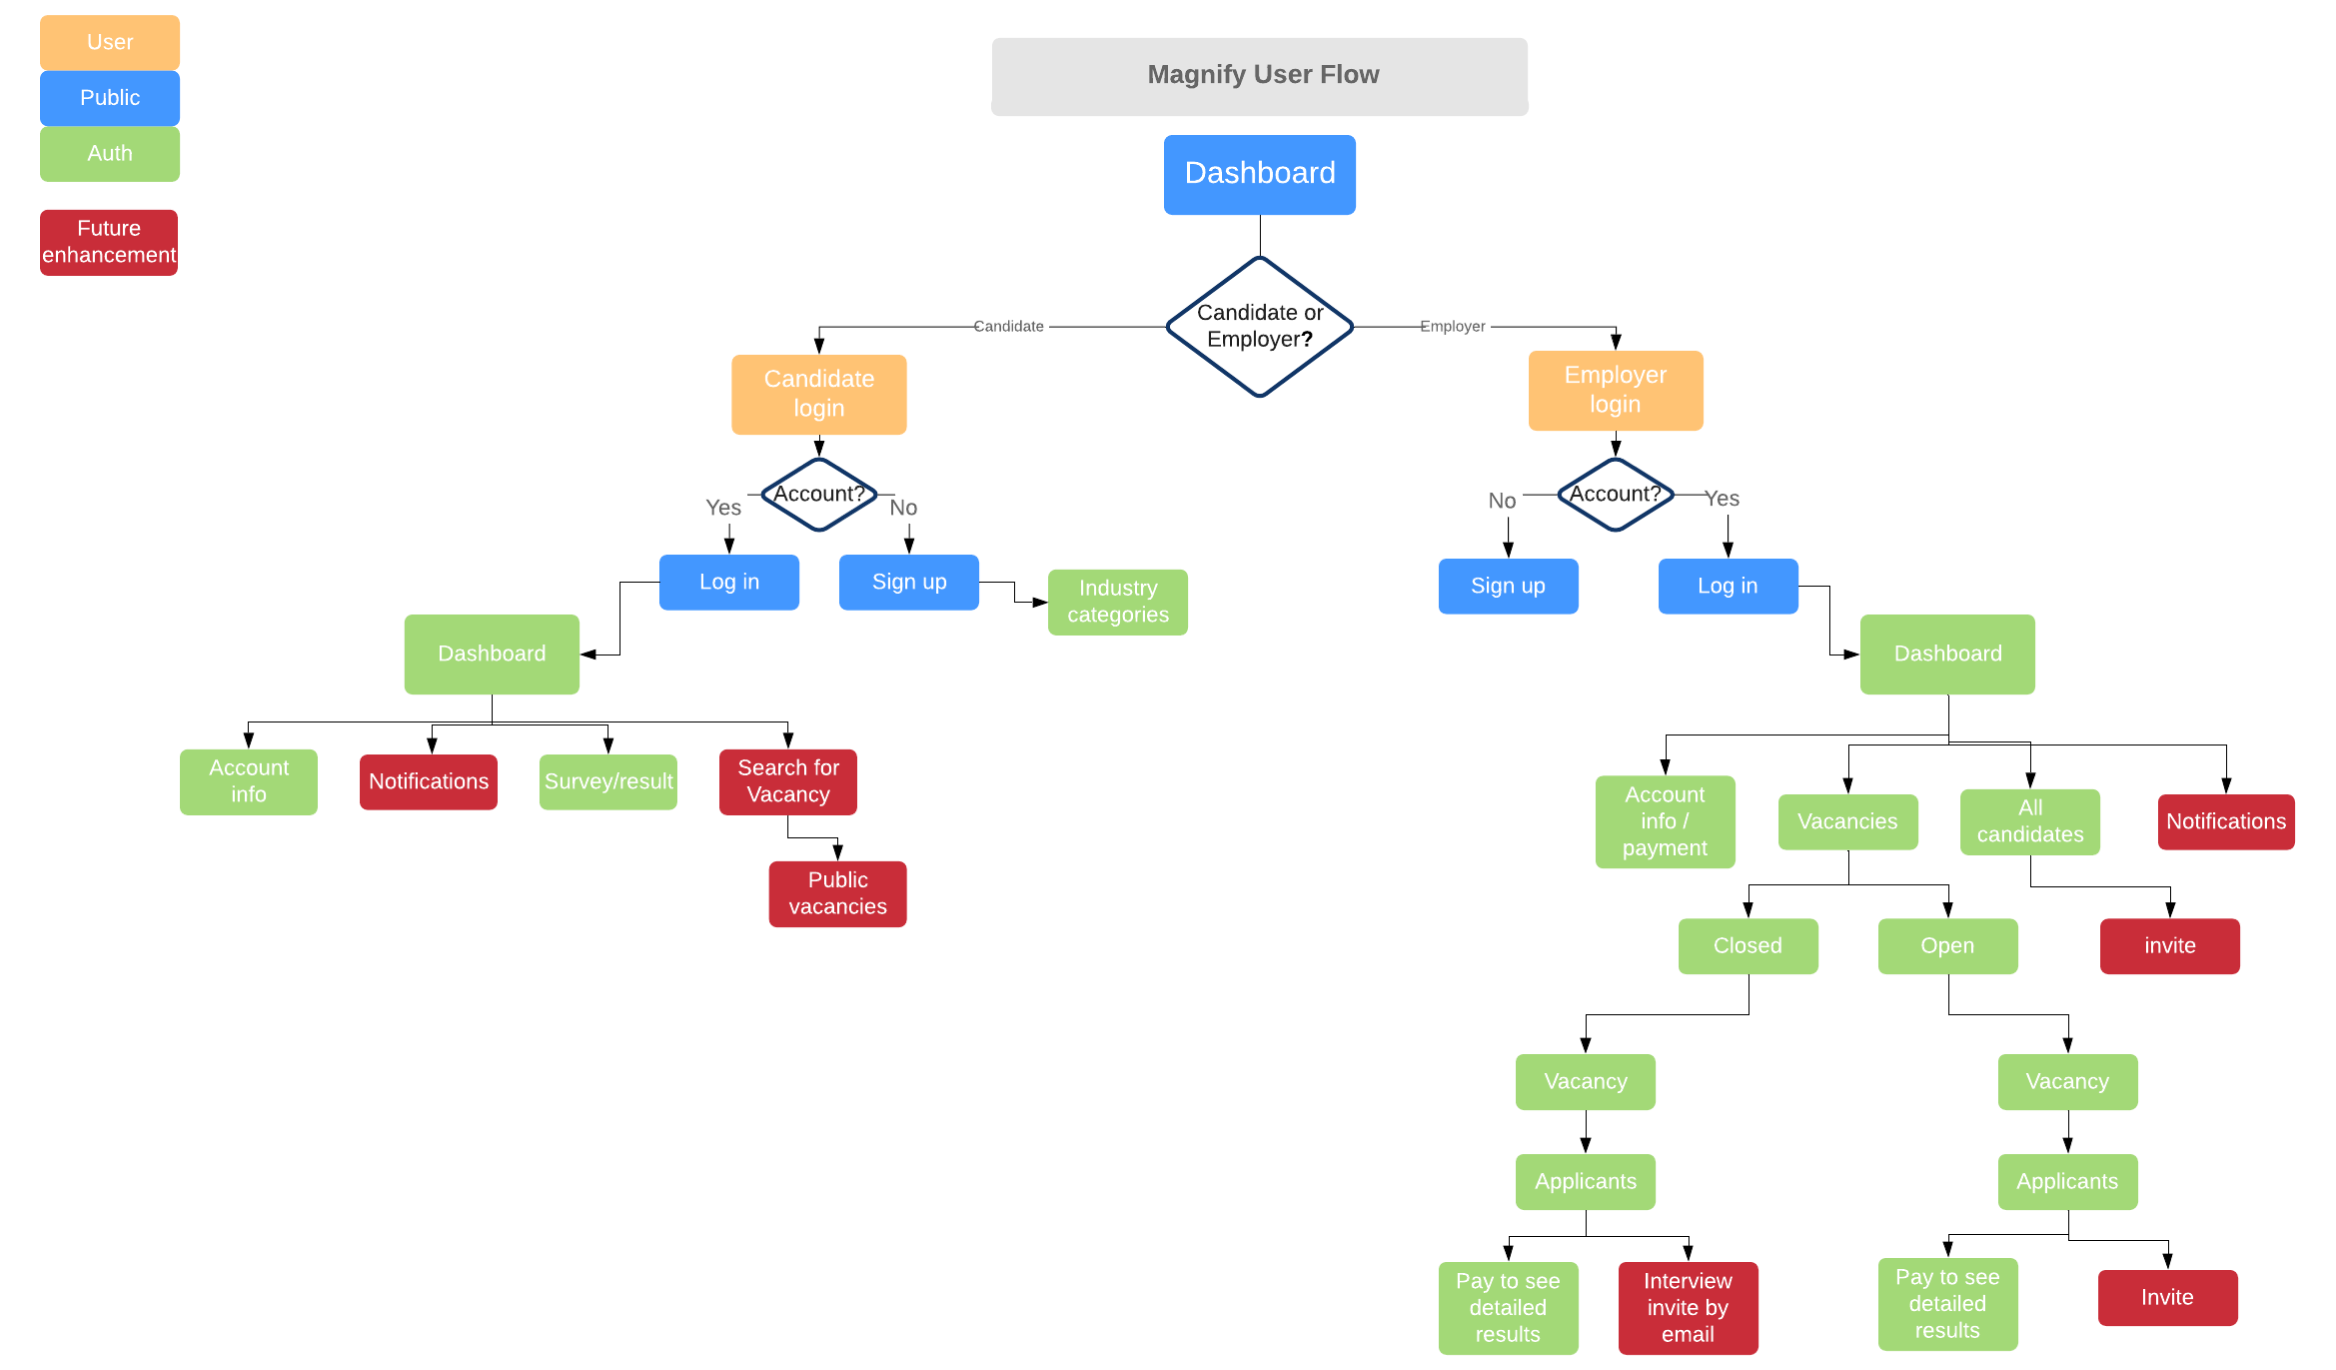 User
Public
Auth
Future
enhancement
Magnify User Flow
Dashboard
Candidate or
Employer?
Candidate
Employer
Candidate
login
Employer
login
Account?
Yes
No
Account?
No
Yes
Log in
Sign up
Industry
categories
Sign up
Log in
Dashboard
Dashboard
Account
info
Notifications
Survey/result
Search for
Vacancy
Public
vacancies
Account
info /
payment
Vacancies
All
candidates
Notifications
Closed
Open
invite
Vacancy
Vacancy
Applicants
Applicants
Pay to see
detailed
results
Interview
invite by
email
Pay to see
detailed
results
Invite